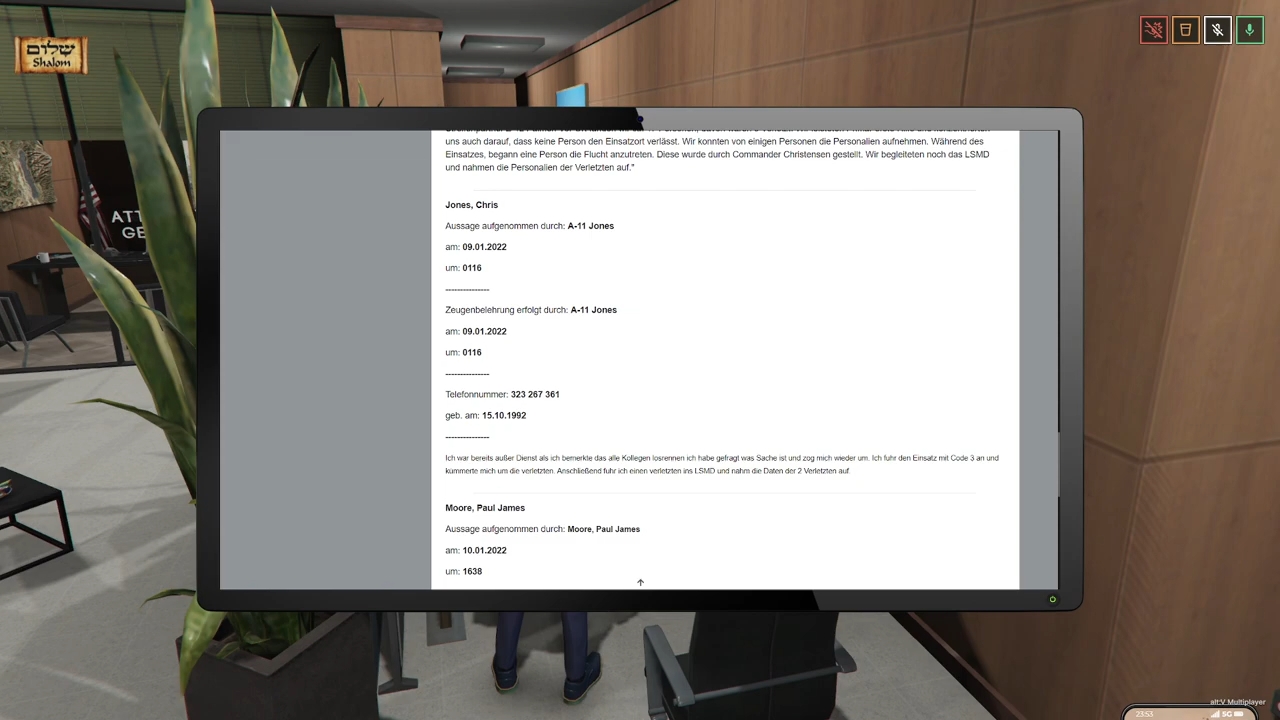 שלום
Shalom
ATT
GE
uns auch darauf, dass keine Person den Einsatzort verlässt. Wir konnten von einigen Personen die Personalien aufnehmen. Während des
Einsatzes, begann eine Person die Flucht anzutreten. Diese wurde durch Commander Christensen gestellt. Wir begleiteten noch das LSMD
und nahmen die Personalien der Verletzten auf."
Jones, Chris
Aussage aufgenommen durch: A-11 Jones
am: 09.01.2022
um: 0116
---------------
Zeugenbelehrung erfolgt durch: A-11 Jones
am: 09.01.2022
um: 0116
---------------
Telefonnummer: 323 267 361
geb. am: 15.10.1992
---------------
Ich war bereits außer Dienst als ich bemerkte das alle Kollegen losrennen ich habe gefragt was Sache ist und zog mich wieder um. Ich fuhr den Einsatz mit Code 3 an und
kümmerte mich um die verletzten. Anschließend fuhr ich einen verletzten ins LSMD und nahm die Daten der 2 Verletzten auf.
Moore, Paul James
Aussage aufgenommen durch: Moore, Paul James
am: 10.01.2022
um: 1638
alt:V Multiplayer
23:53
5G